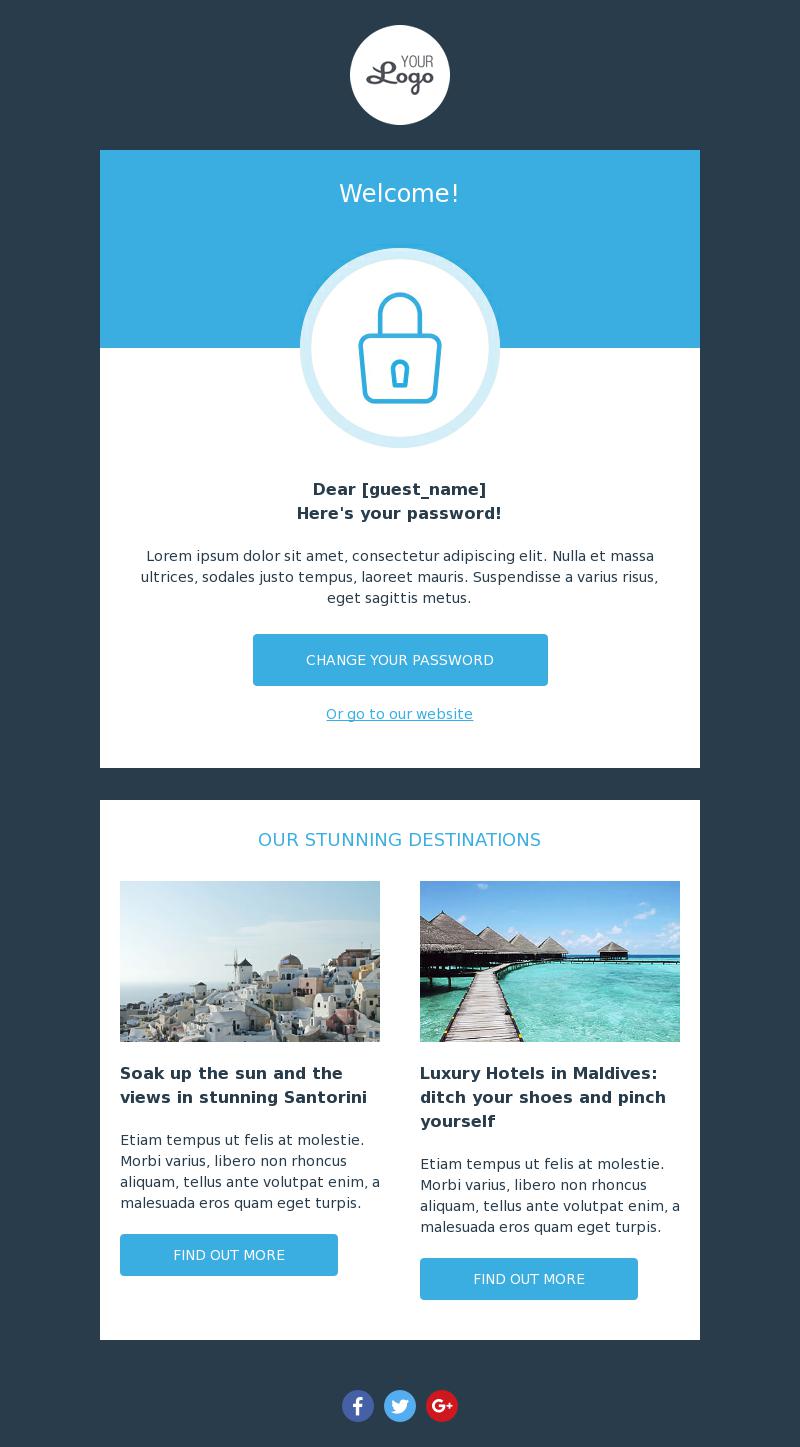 YOUR
Logo
Welcome!
Dear [guest_name]
Here's your password!
Lorem ipsum dolor sit amet, consectetur adipiscing elit. Nulla et massa
ultrices, sodales justo tempus, laoreet mauris. Suspendisse a varius risus,
eget sagittis metus.
CHANGE YOUR PASSWORD
Or go to our website
OUR STUNNING DESTINATIONS
Soak up the sun and the
views in stunning Santorini
Etiam tempus ut felis at molestie.
Morbi varius, libero non rhoncus
aliquam, tellus ante volutpat enim, a
malesuada eros quam eget turpis.
FIND OUT MORE
Luxury Hotels in Maldives:
ditch your shoes and pinch
yourself
Etiam tempus ut felis at molestie.
Morbi varius, libero non rhoncus
aliquam, tellus ante volutpat enim, a
malesuada eros quam eget turpis.
FIND OUT MORE